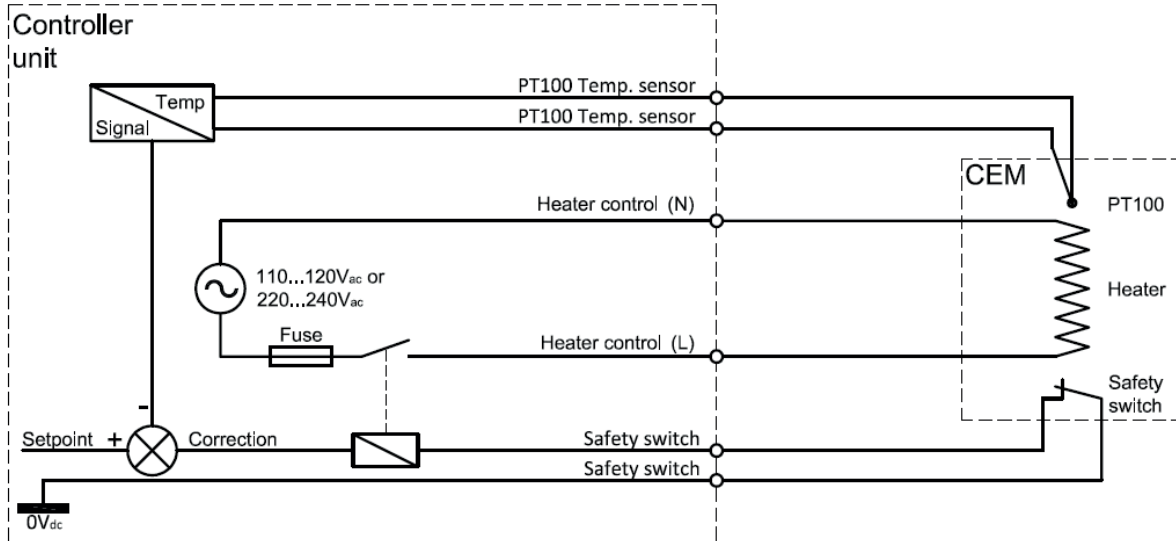 Controller
unit
PT100 Temp. sensor
Temp
PT100 Temp. sensor
Signal
CEM
Heater control (N)
PT100
110...120Vac or
220...240Vac
Heater
Fuse
Heater control (L)
Safety
switch
-
Setpoint + Correction
Safety switch
Safety switch
0Vdc